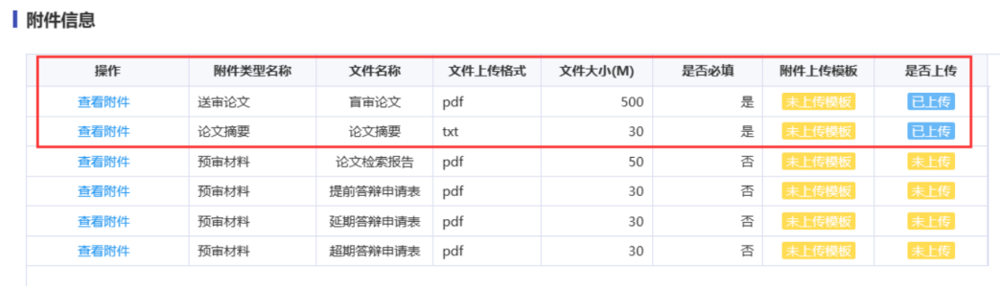 附件信息
操作 附件类型名称 文件名称 文件上传格式 文件大小(M) 是否必填 附件上传模板 是否上传
查看附件 送审论文 盲审论文 pdf 500 是 未上传模板 已上传
查看附件 论文摘要 论文摘要 txt 30 是 未上传模板 已上传
查看附件 预审材料 论文检索报告 pdf 50 否 未上传模板 未上传
查看附件 预审材料 提前答辩申请表 pdf 30 否 未上传模板 未上传
查看附件 预审材料 延期答辩申请表 pdf 30 否 未上传模板 未上传
查看附件 预审材料 超期答辩申请表 pdf 30 否 未上传模板 未上传